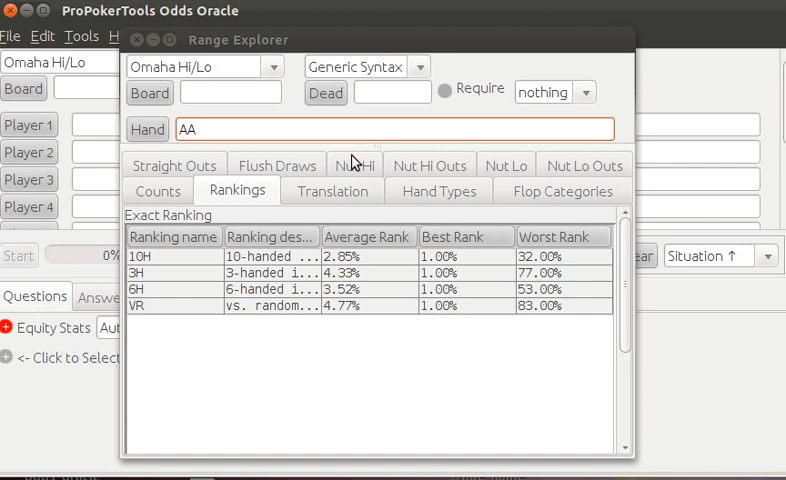 ProPokerTools Odds Oracle
File Edit Tools H
Range Explorer
Omaha Hi/Lo
Board
Player 1
Player 2
Player 3
Player 4
Start 0%
Questions Answe
Equity Stats Aut
<- Click to Select
Omaha Hi/Lo Generic Syntax
Board Dead Require nothing
Hand AA
Straight Outs Flush Draws Nut Hi Nut Hi Outs Nut Lo Nut Lo Outs
Counts Rankings Translation Hand Types Flop Categories
Exact Ranking
Ranking name Ranking des... Average Rank Best Rank Worst Rank
10H 10-handed ... 2.85% 1.00% 32.00%
3H 3-handed i... 4.33% 1.00% 77.00%
6H 6-handed i... 3.52% 1.00% 53.00%
VR vs. random... 4.77% 1.00% 83.00%
ear Situation ↑